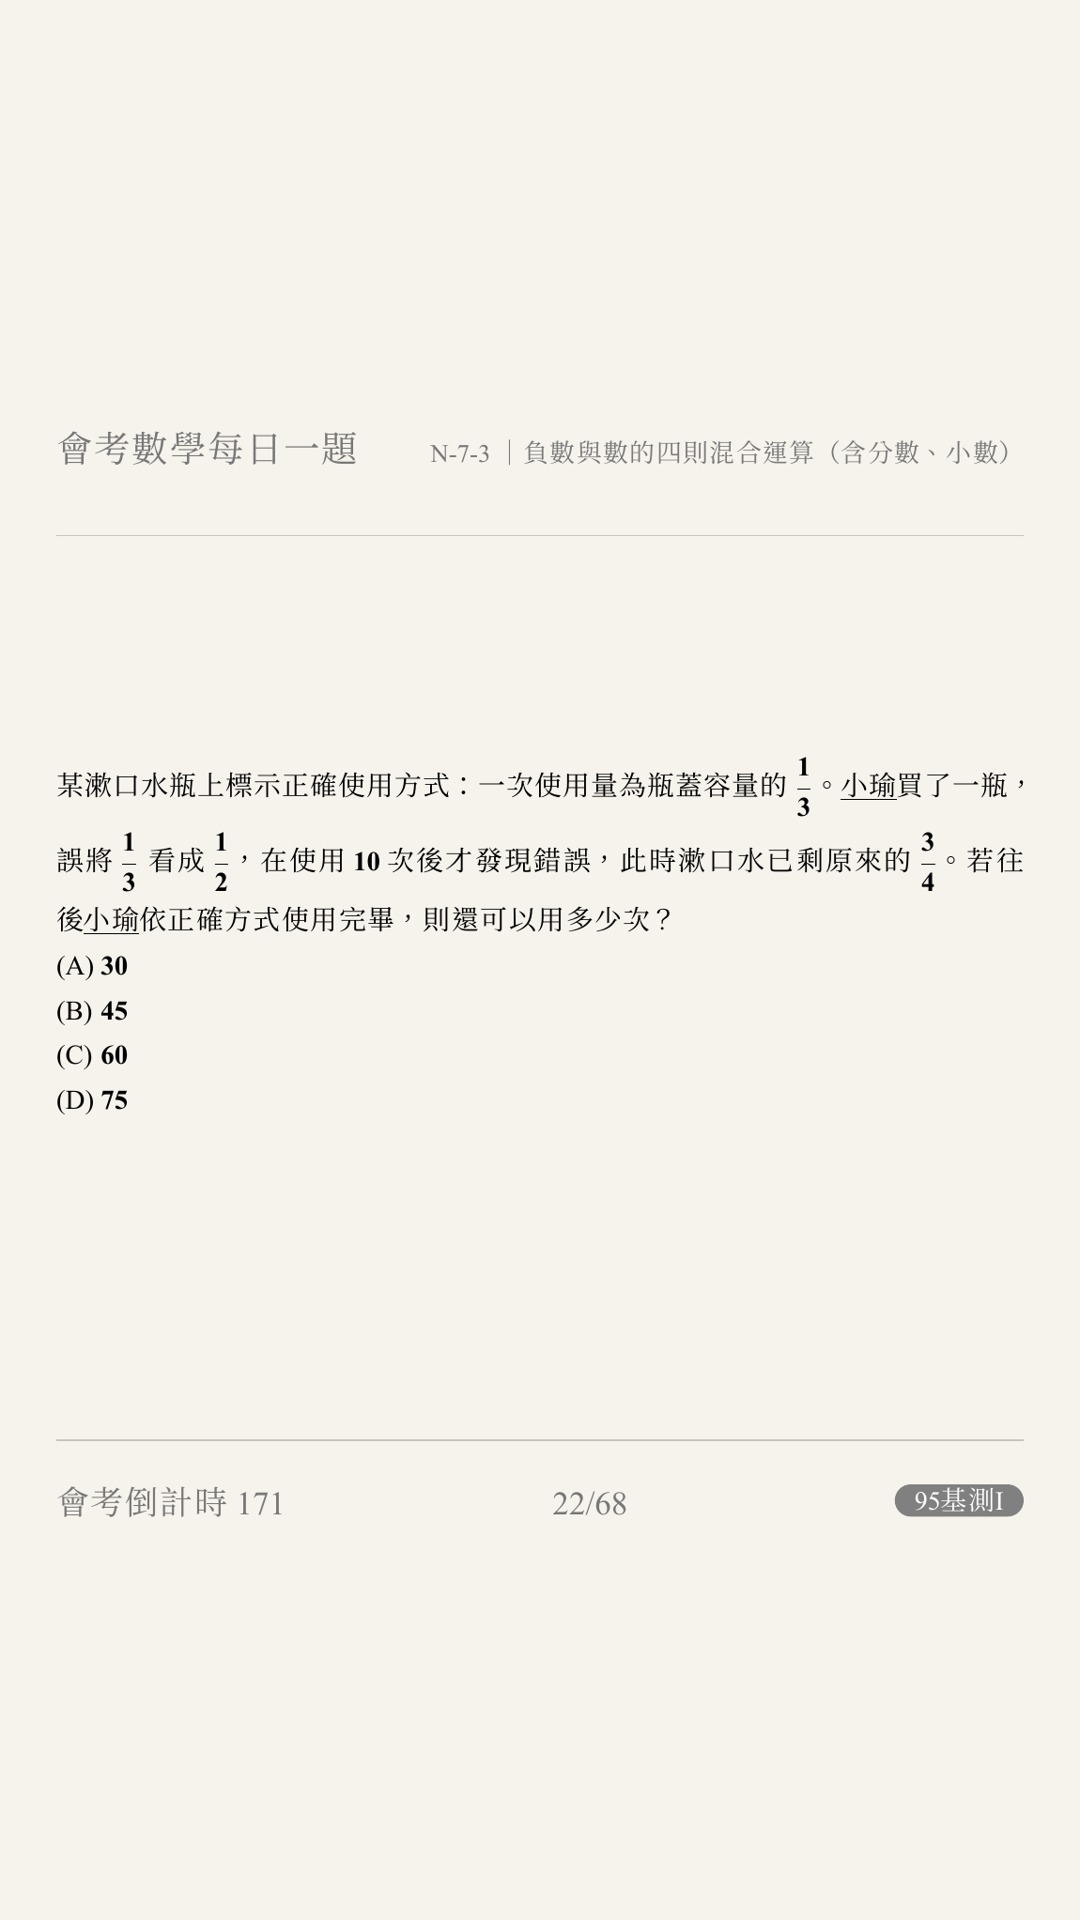 會考數學每日一題 N-7-3｜負數與數的四則混合運算（含分數、小數）
某漱口水瓶上標示正確使用方式：一次使用量為瓶蓋容量的 1/3。小瑜買了一瓶，
誤將 1/3 看成 1/2，在使用 10 次後才發現錯誤，此時漱口水已剩原來的 3/4。若往
後小瑜依正確方式使用完畢，則還可以用多少次？
(A) 30
(B) 45
(C) 60
(D) 75
會考倒計時 171 22/68 95基測I